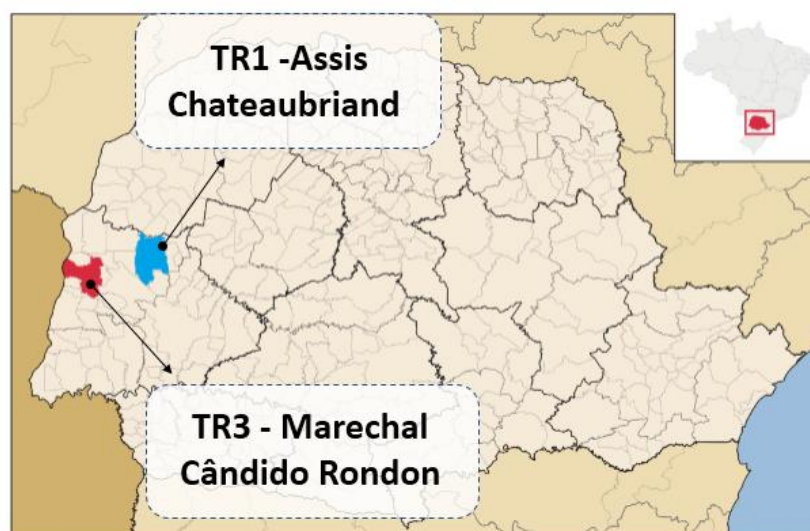 TR1 -Assis
Chateaubriand
TR3 - Marechal
Cândido Rondon